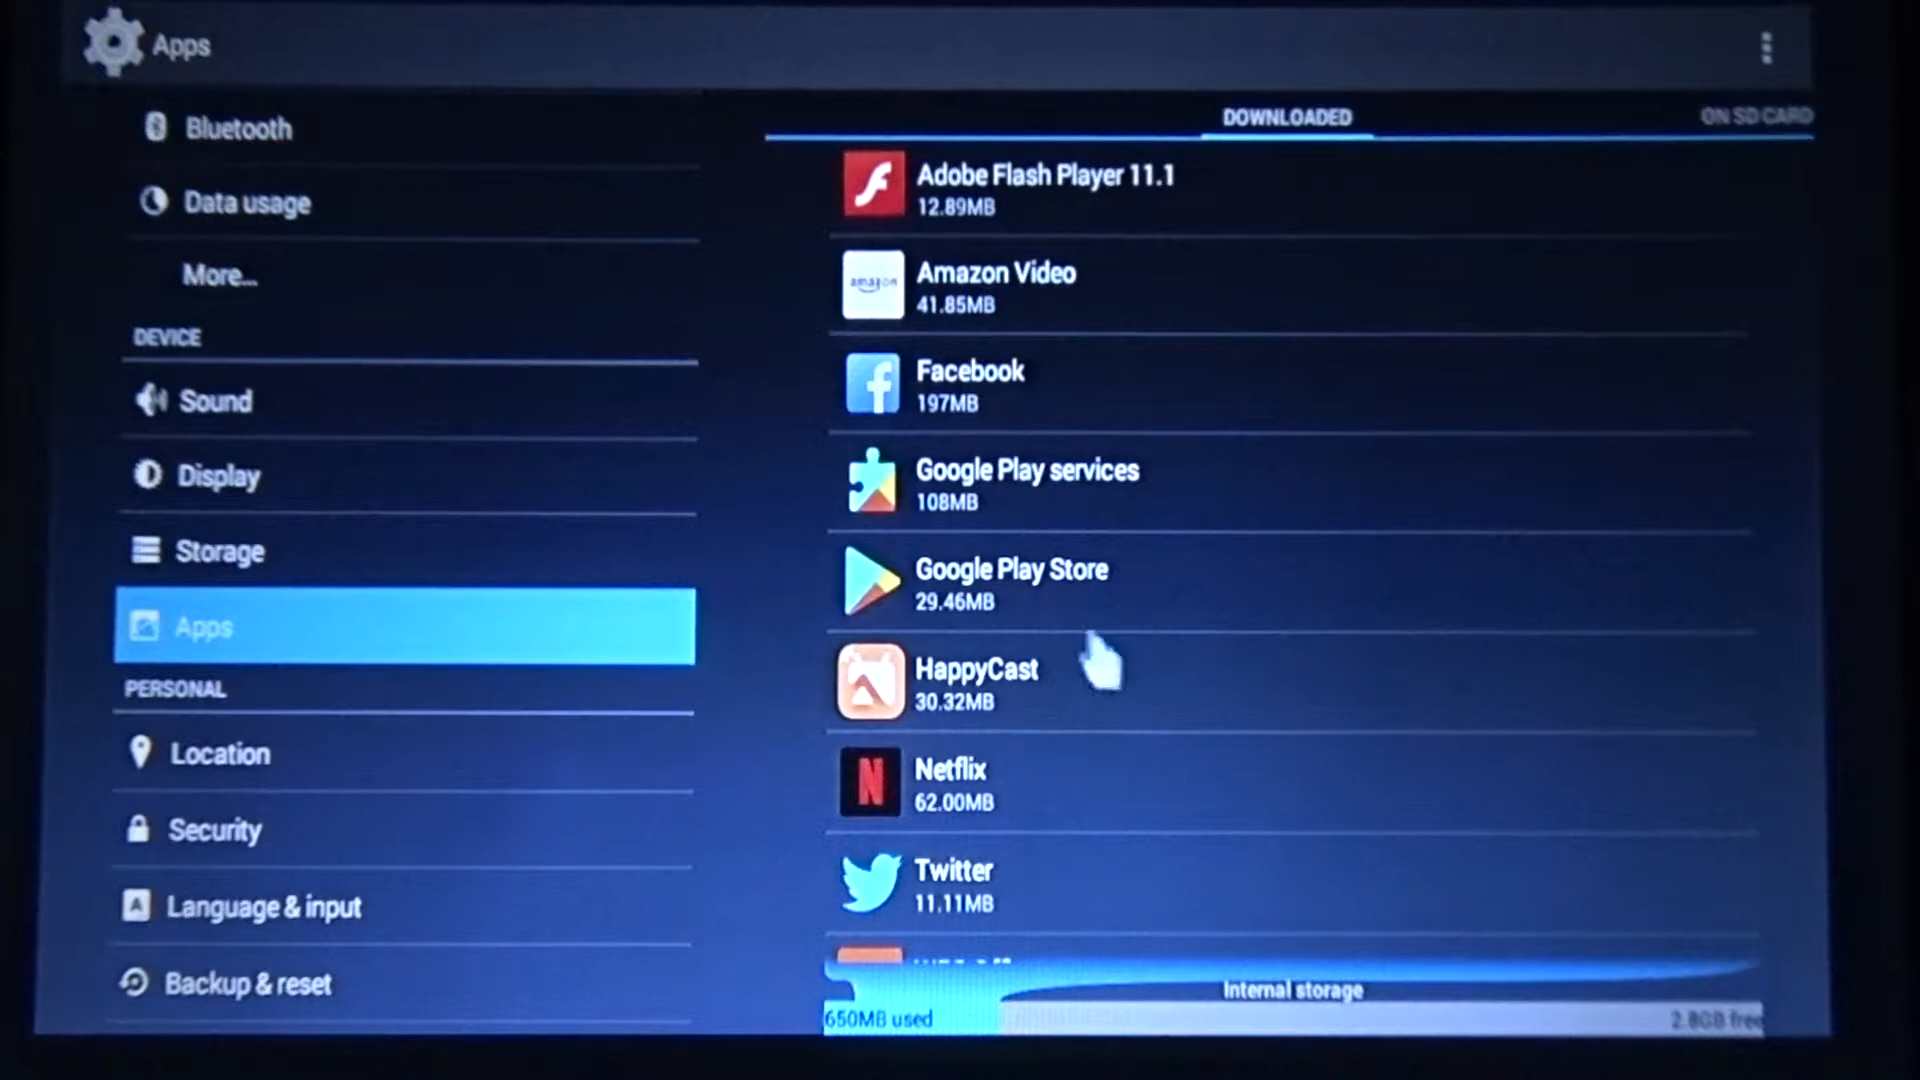 Apps
Bluetooth
Data usage
More...
DEVICE
Sound
Display
Storage
Apps
PERSONAL
Location
Security
Language & input
Backup & reset
DOWNLOADED
ON SD CARD
Adobe Flash Player 11.1
12.89MB
amazon
Amazon Video
41.85MB
Facebook
197MB
Google Play services
108MB
Google Play Store
29.46MB
HappyCast
30.32MB
Netflix
62.00MB
Twitter
11.11MB
Internal storage
650MB used
2.8GB free